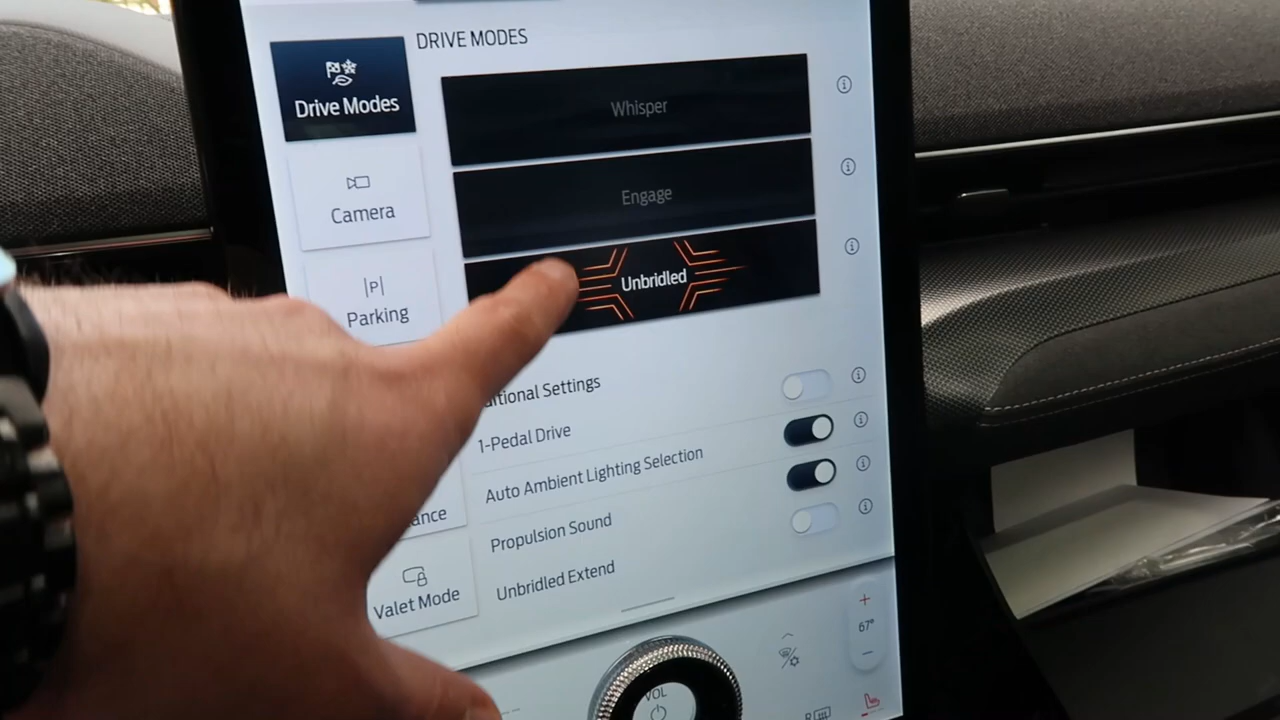 DRIVE MODES
Drive Modes
Whisper
Engage
Unbridled
Camera
P
Parking
ditional Settings
1-Pedal Drive
Auto Ambient Lighting Selection
ance
Propulsion Sound
Unbridled Extend
Valet Mode
+
67°
−
VOL
R